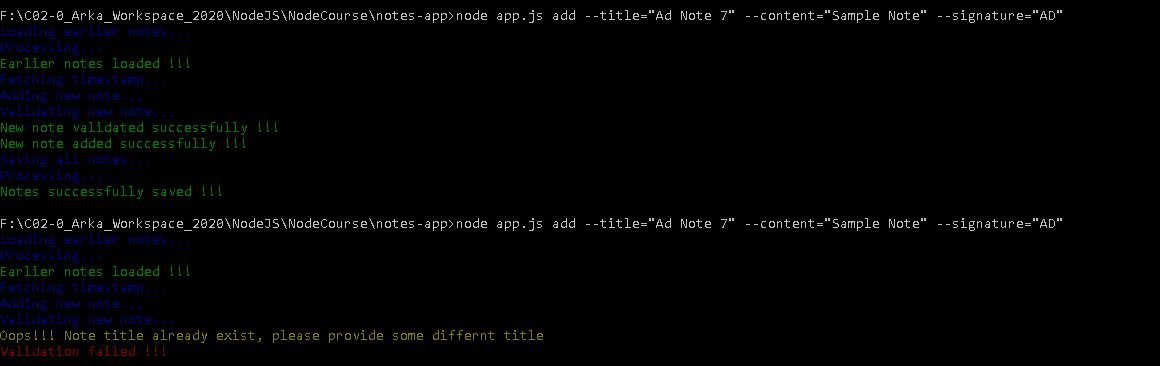 F:\C02-0_Arka_Workspace_2020\NodeJS\NodeCourse\notes-app>node app.js add --title="Ad Note 7" --content="Sample Note" --signature="AD"
Loading earlier notes...
Processing...
Earlier notes loaded !!!
Fetching timestamp...
Adding new note...
Validating new note...
New note validated successfully !!!
New note added successfully !!!
Saving all notes...
Processing...
Notes successfully saved !!!
F:\C02-0_Arka_Workspace_2020\NodeJS\NodeCourse\notes-app>node app.js add --title="Ad Note 7" --content="Sample Note" --signature="AD"
Loading earlier notes...
Processing...
Earlier notes loaded !!!
Fetching timestamp...
Adding new note...
Validating new note...
Oops!!! Note title already exist, please provide some differnt title
Validation failed !!!